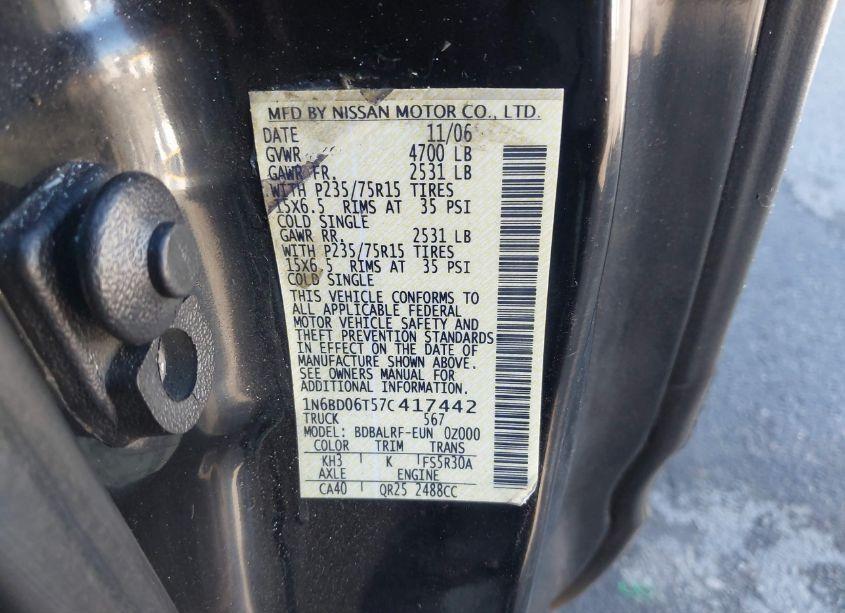 MFD BY NISSAN MOTOR CO., LTD.
DATE 11/06
GVWR 4700 LB
GAWR FR. 2531 LB
WITH P235/75R15 TIRES
15X6.5 RIMS AT 35 PSI
COLD SINGLE
GAWR RR. 2531 LB
WITH P235/75R15 TIRES
15X6.5 RIMS AT 35 PSI
COLD SINGLE
THIS VEHICLE CONFORMS TO
ALL APPLICABLE FEDERAL
MOTOR VEHICLE SAFETY AND
THEFT PREVENTION STANDARDS
IN EFFECT ON THE DATE OF
MANUFACTURE SHOWN ABOVE.
SEE OWNERS MANUAL FOR
ADDITIONAL INFORMATION.
1N6BD06T57C417442
TRUCK 567
MODEL: BDBALRF-EUN 0Z000
COLOR TRIM TRANS
KH3 K FS5R30A
AXLE ENGINE
CA40 QR25 2488CC